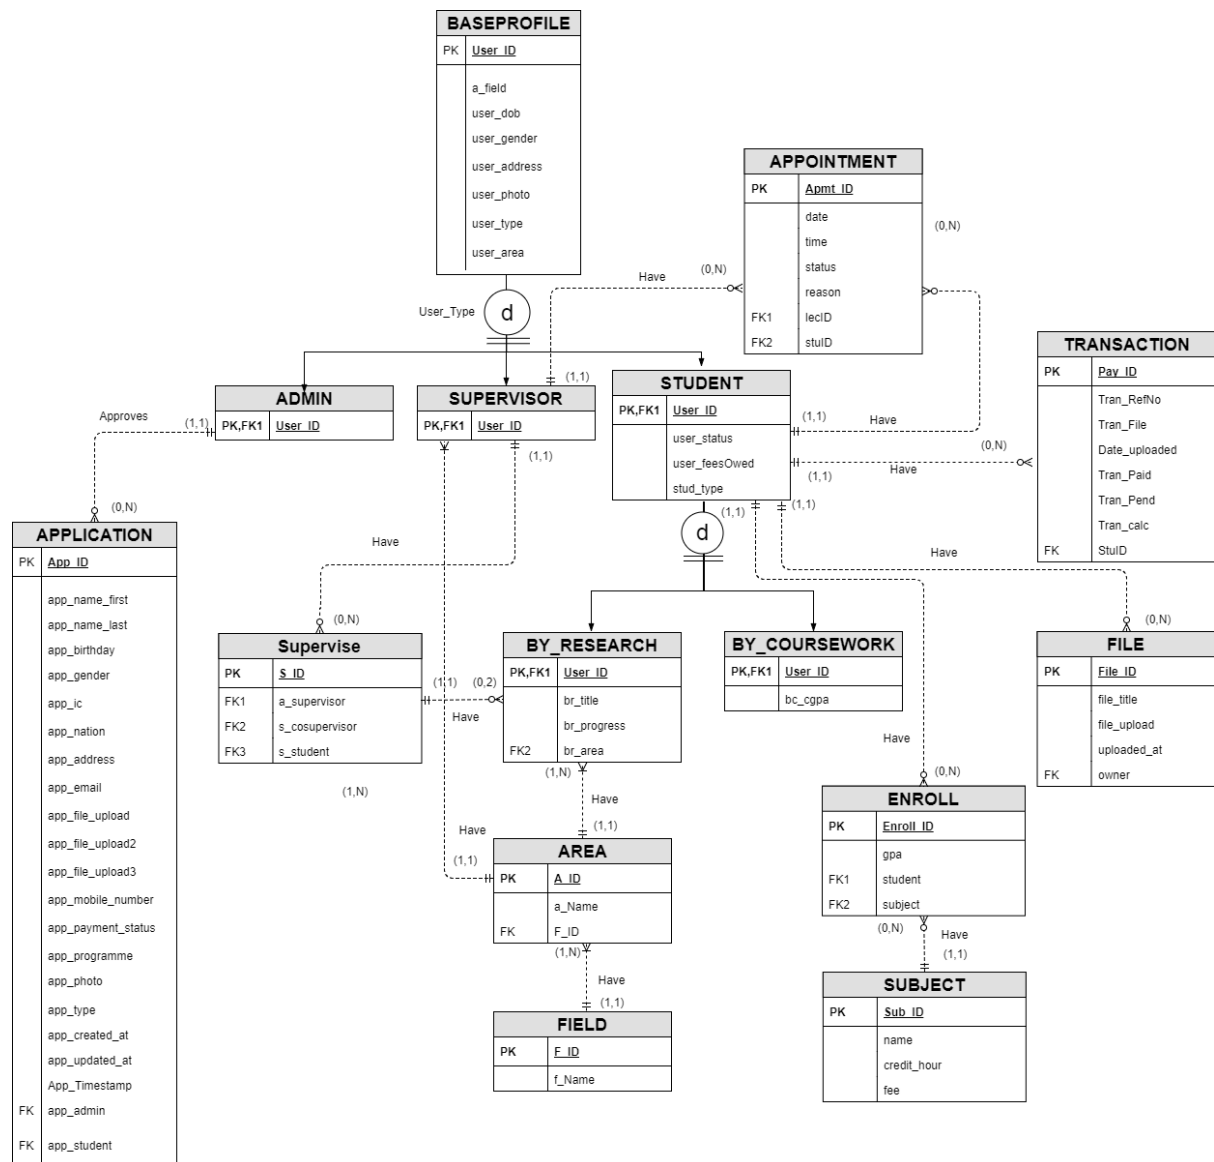 BASEPROFILE
PK User_ID
a_field
user_dob
user_gender
user_address
user_photo
user_type
user_area
User_Type
d
APPOINTMENT
PK Apmt_ID
date
time
status
reason
FK1 lecID
FK2 stuID
(0,N)
(0,N)
Have
TRANSACTION
PK Pay_ID
Tran_RefNo
Tran_File
Date_uploaded
Tran_Paid
Tran_Pend
Tran_calc
FK StuID
ADMIN
PK,FK1 User_ID
Approves
(1,1)
(0,N)
SUPERVISOR
PK,FK1 User_ID
(1,1)
(1,1)
STUDENT
PK,FK1 User_ID
user_status
user_feesOwed
stud_type
(1,1)
Have
(0,N)
Have
(1,1)
(1,1)
(1,1)
d
APPLICATION
PK App_ID
app_name_first
app_name_last
app_birthday
app_gender
app_ic
app_nation
app_address
app_email
app_file_upload
app_file_upload2
app_file_upload3
app_mobile_number
app_payment_status
app_programme
app_photo
app_type
app_created_at
app_updated_at
App_Timestamp
FK app_admin
FK app_student
Have
(0,N)
Supervise
PK S_ID
FK1 a_supervisor
FK2 s_cosupervisor
FK3 s_student
(1,1)
(0,2)
Have
(1,N)
BY_RESEARCH
PK,FK1 User_ID
br_title
br_progress
FK2 br_area
(1,N)
Have
(1,1)
BY_COURSEWORK
PK,FK1 User_ID
bc_cgpa
Have
(0,N)
FILE
PK File_ID
file_title
file_upload
uploaded_at
FK owner
Have
(0,N)
Have
(1,1)
AREA
PK A_ID
a_Name
FK F_ID
(1,N)
Have
(1,1)
FIELD
PK F_ID
f_Name
ENROLL
PK Enroll_ID
gpa
FK1 student
FK2 subject
(0,N)
Have
(1,1)
SUBJECT
PK Sub_ID
name
credit_hour
fee